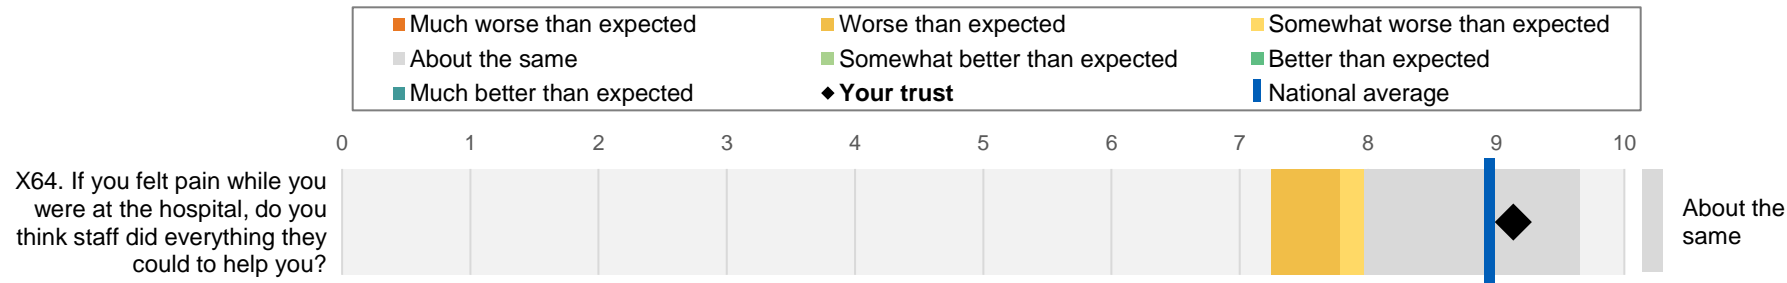 Much worse than expected
Worse than expected
Somewhat worse than expected
About the same
Somewhat better than expected
Better than expected
Much better than expected
Your trust
National average
0 1 2 3 4 5 6 7 8 9 10
X64. If you felt pain while you
were at the hospital, do you
think staff did everything they
could to help you?
About the
same